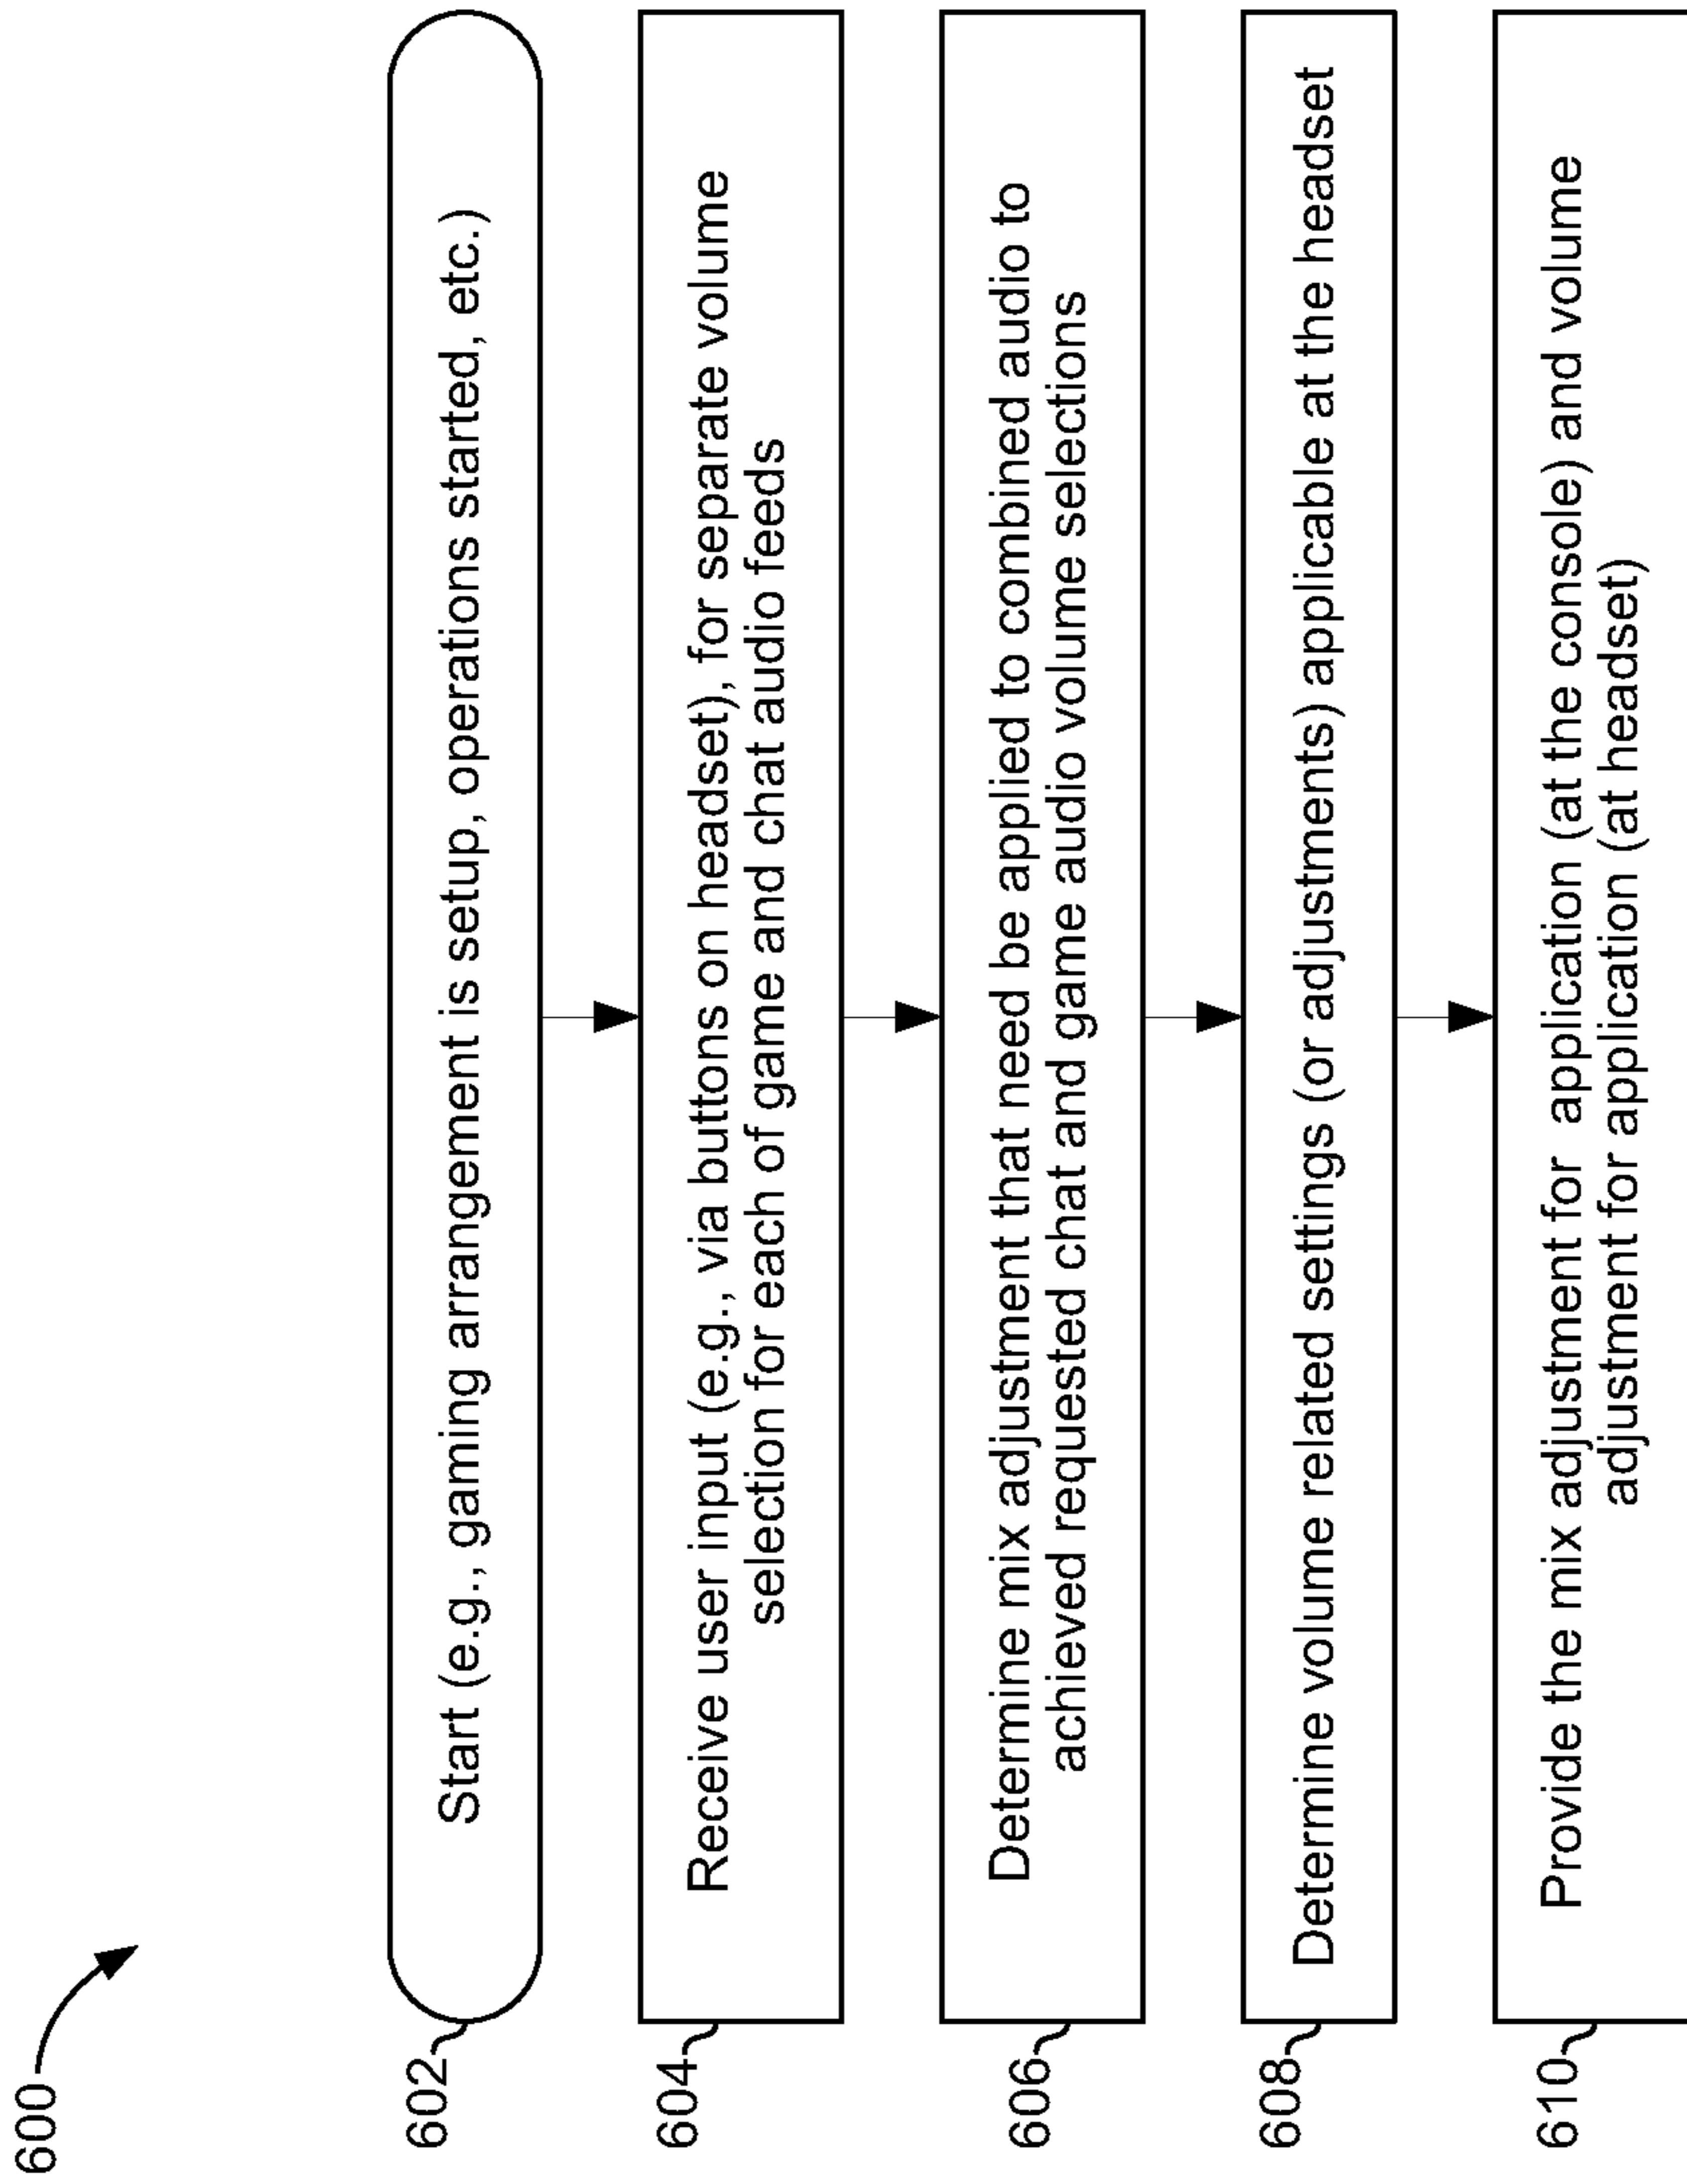 600
602
Start (e.g., gaming arrangement is setup, operations started, etc.)
604
Receive user input (e.g., via buttons on headset), for separate volume
selection for each of game and chat audio feeds
606
Determine mix adjustment that need be applied to combined audio to
achieved requested chat and game audio volume selections
608
Determine volume related settings (or adjustments) applicable at the headset
610
Provide the mix adjustment for application (at the console) and volume
adjustment for application (at headset)